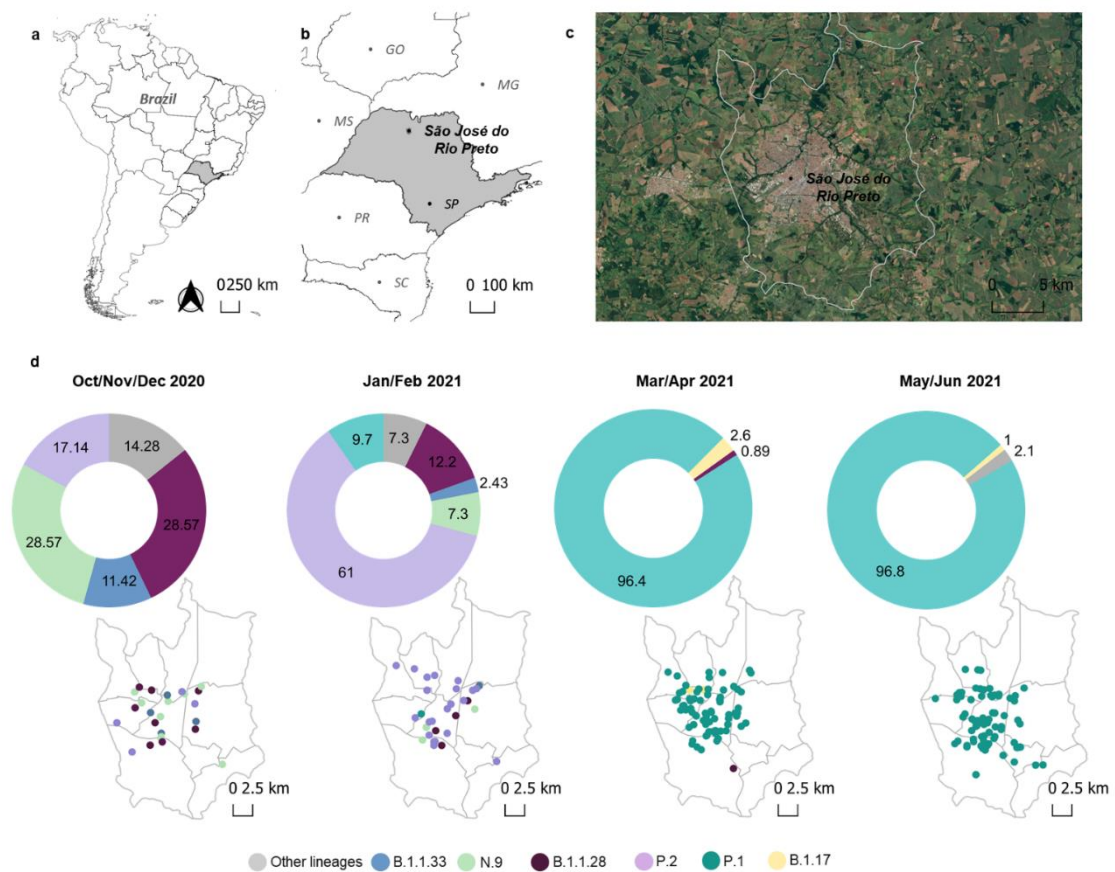 a
Brazil
0 250 km
b
GO
MG
MS
São José do
Rio Preto
SP
PR
SC
0 100 km
c
São José do
Rio Preto
0 5 km
d
Oct/Nov/Dec 2020
14.28
28.57
11.42
28.57
17.14
0 2.5 km
Jan/Feb 2021
7.3
12.2
2.43
7.3
61
9.7
0 2.5 km
Mar/Apr 2021
2.6
0.89
96.4
0 2.5 km
May/Jun 2021
1
2.1
96.8
0 2.5 km
Other lineages B.1.1.33 N.9 B.1.1.28 P.2 P.1 B.1.17